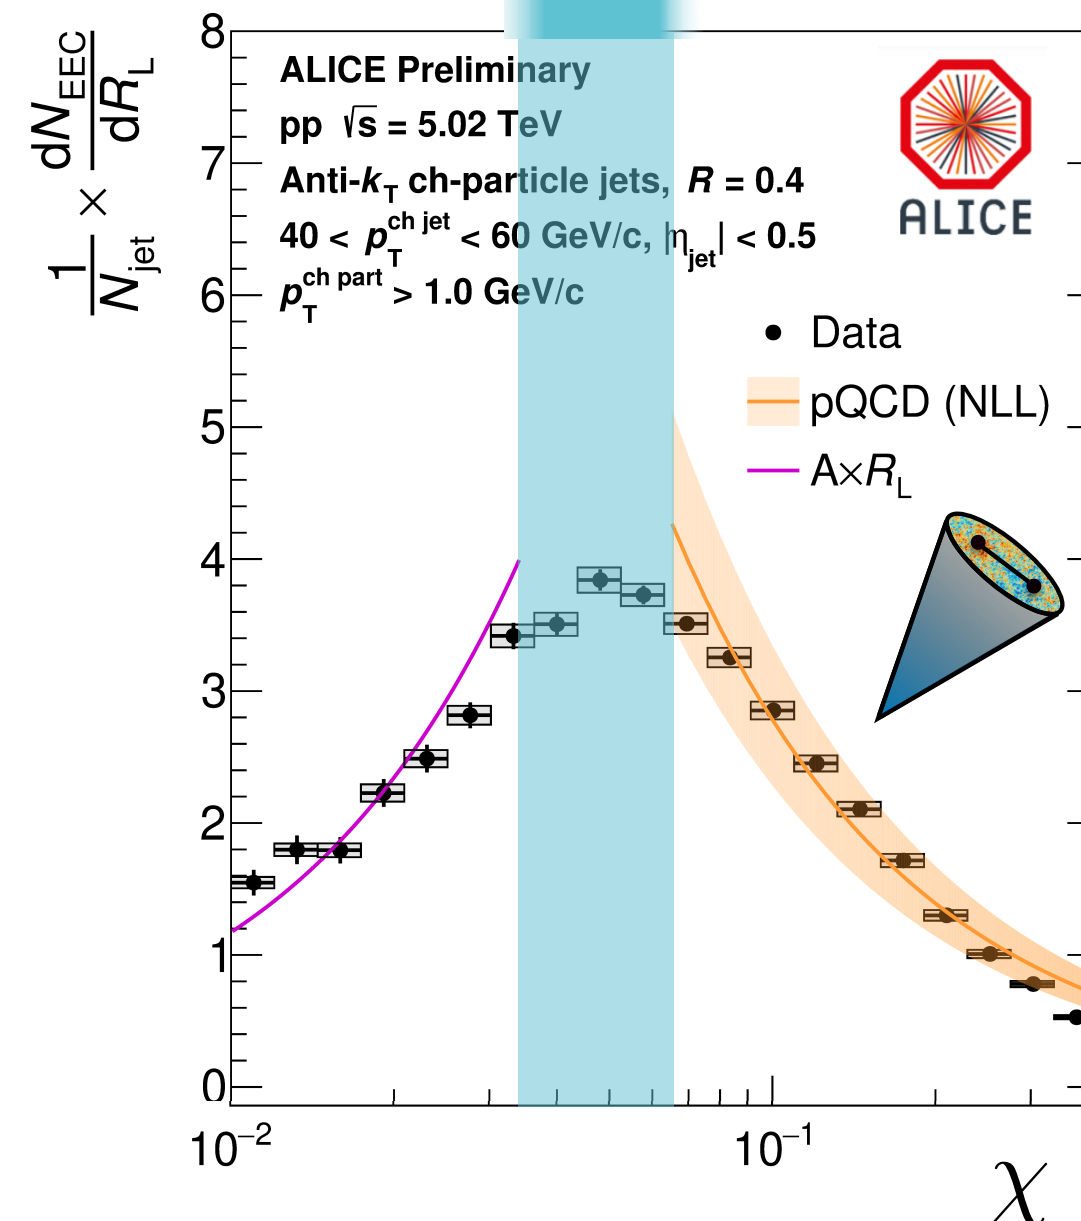 1/N_jet × dN_EEC/dR_L
8
7
6
5
4
3
2
1
0
ALICE Preliminary
pp √s = 5.02 TeV
Anti-k_T ch-particle jets, R = 0.4
40 < p_T^ch jet < 60 GeV/c, |η_jet| < 0.5
p_T^ch part > 1.0 GeV/c
ALICE
Data
pQCD (NLL)
A×R_L
10⁻²
10⁻¹
χ